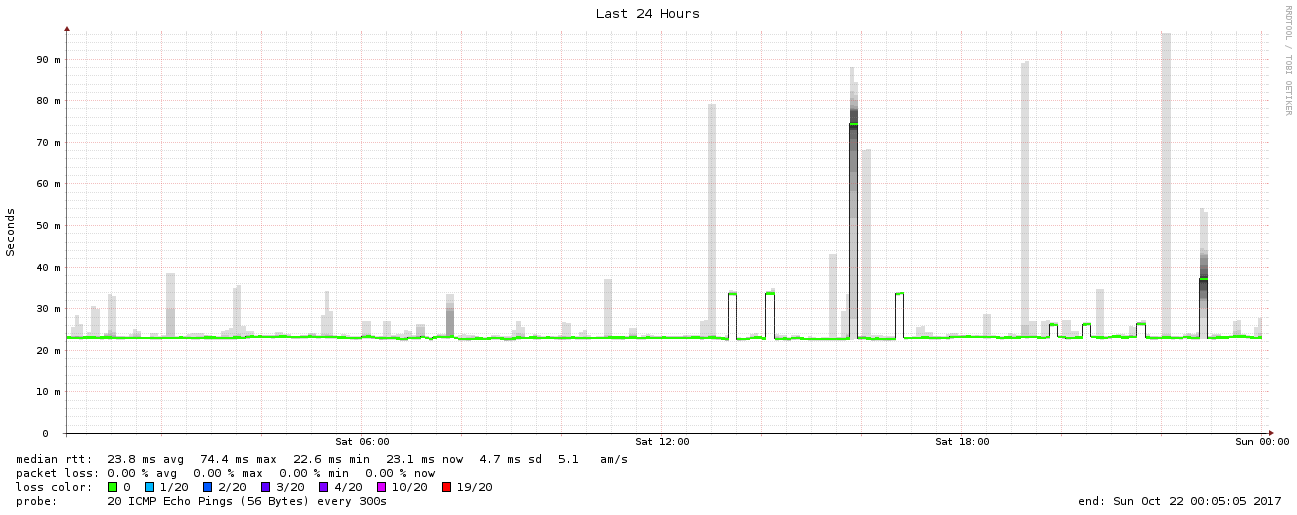 Last 24 Hours
RRDTOOL / TOBI OETIKER
Seconds
90 m
80 m
70 m
60 m
50 m
40 m
30 m
20 m
10 m
0
Sat 06:00 Sat 12:00 Sat 18:00 Sun 00:00
median rtt: 23.8 ms avg 74.4 ms max 22.6 ms min 23.1 ms now 4.7 ms sd 5.1 am/s
packet loss: 0.00 % avg 0.00 % max 0.00 % min 0.00 % now
loss color: 0 1/20 2/20 3/20 4/20 10/20 19/20
probe: 20 ICMP Echo Pings (56 Bytes) every 300s end: Sun Oct 22 00:05:05 2017